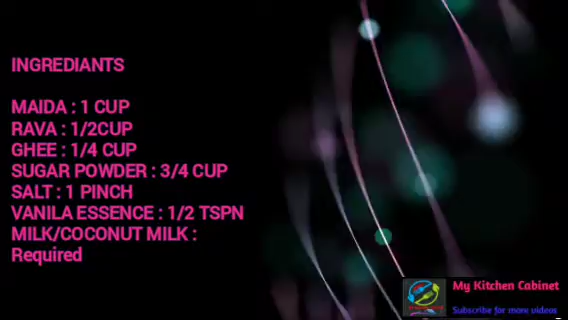 INGREDIANTS
MAIDA : 1 CUP
RAVA : 1/2CUP
GHEE : 1/4 CUP
SUGAR POWDER : 3/4 CUP
SALT : 1 PINCH
VANILA ESSENCE : 1/2 TSPN
MILK/COCONUT MILK :
Required
My Kitchen Cabinet
Subscribe for more videos